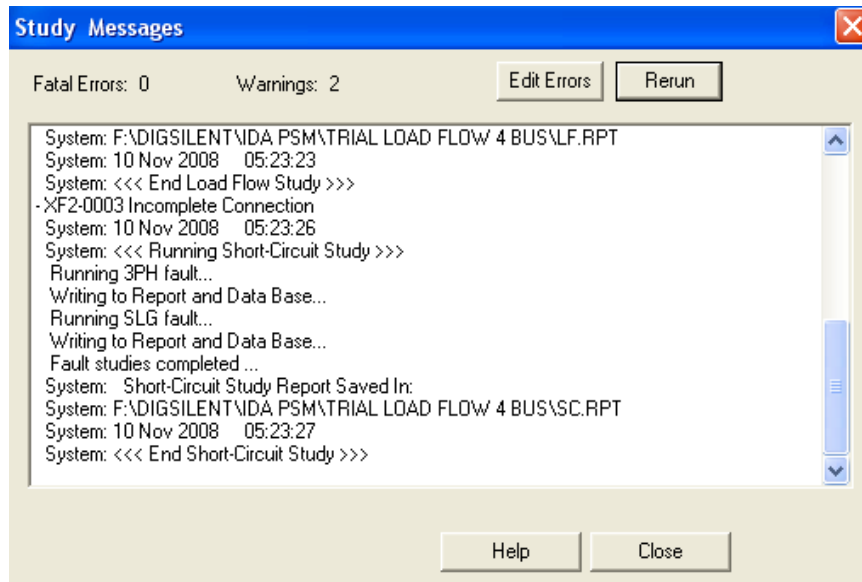 Study Messages
Fatal Errors: 0 Warnings: 2 Edit Errors Rerun
System: F:\DIGSILENT\IDA PSM\TRIAL LOAD FLOW 4 BUS\LF.RPT
System: 10 Nov 2008 05:23:23
System: <<< End Load Flow Study >>>
- XF2-0003 Incomplete Connection
System: 10 Nov 2008 05:23:26
System: <<< Running Short-Circuit Study >>>
Running 3PH fault...
Writing to Report and Data Base...
Running SLG fault...
Writing to Report and Data Base...
Fault studies completed ...
System: Short-Circuit Study Report Saved In:
System: F:\DIGSILENT\IDA PSM\TRIAL LOAD FLOW 4 BUS\SC.RPT
System: 10 Nov 2008 05:23:27
System: <<< End Short-Circuit Study >>>
Help Close